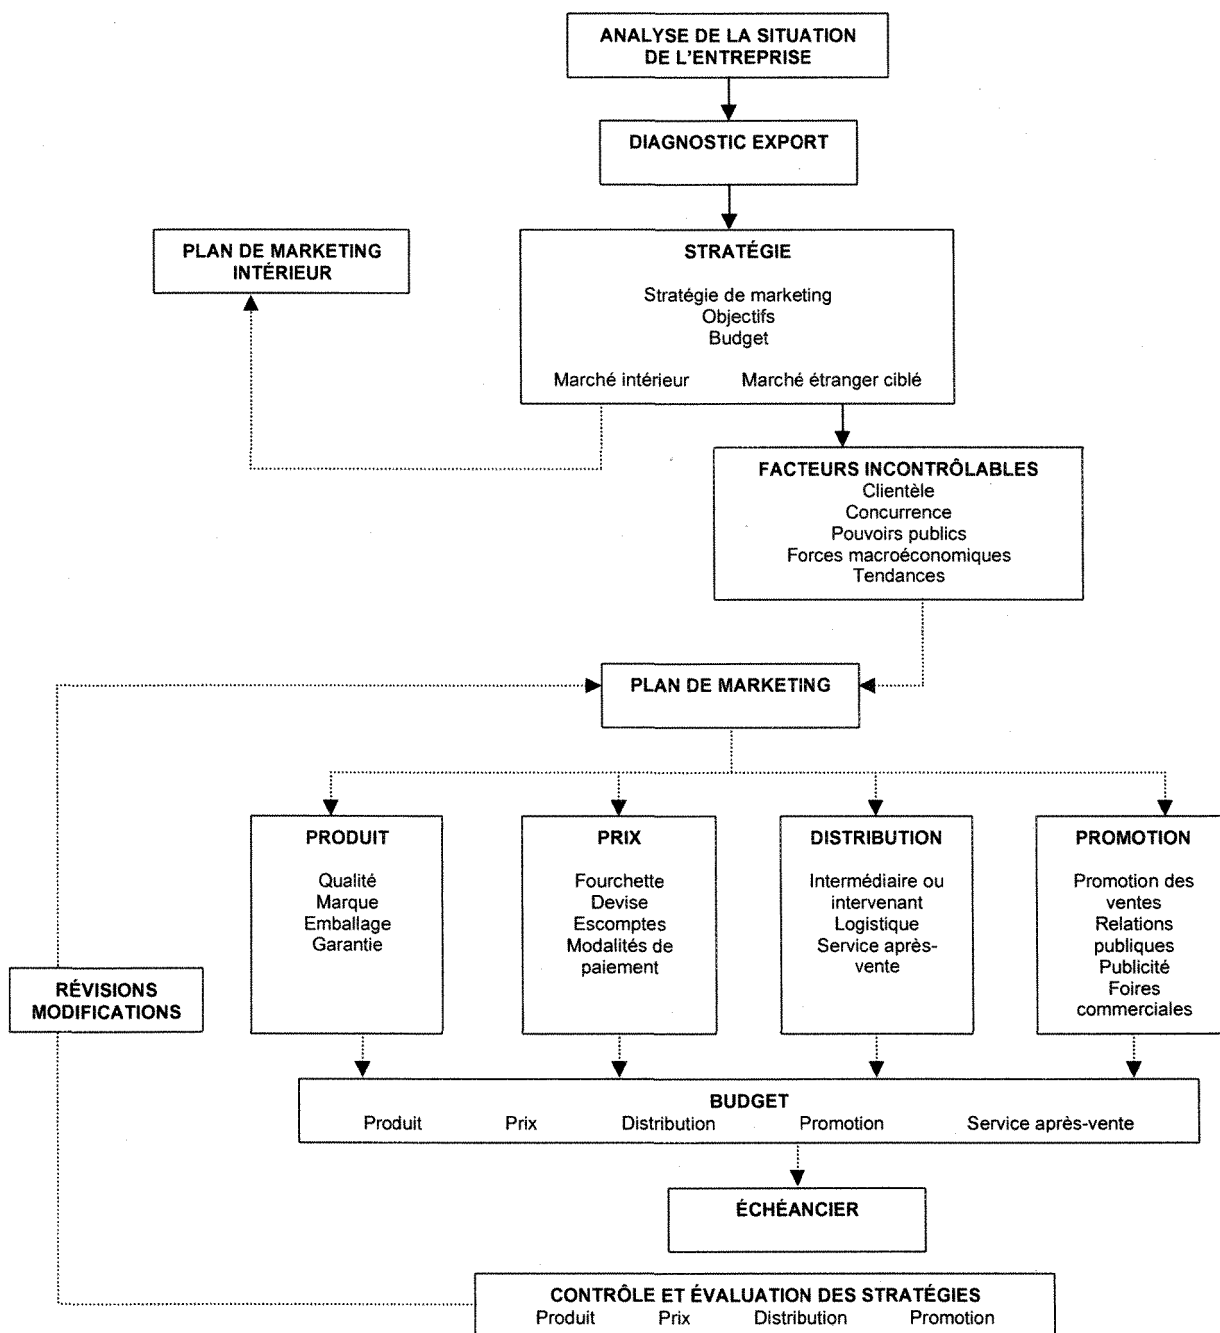 ANALYSE DE LA SITUATION
DE L'ENTREPRISE
DIAGNOSTIC EXPORT
PLAN DE MARKETING
INTÉRIEUR
STRATÉGIE
Stratégie de marketing
Objectifs
Budget
Marché intérieur Marché étranger ciblé
FACTEURS INCONTRÔLABLES
Clientèle
Concurrence
Pouvoirs publics
Forces macroéconomiques
Tendances
PLAN DE MARKETING
PRODUIT
Qualité
Marque
Emballage
Garantie
PRIX
Fourchette
Devise
Escomptes
Modalités de
paiement
DISTRIBUTION
Intermédiaire ou
intervenant
Logistique
Service après-
vente
PROMOTION
Promotion des
ventes
Relations
publiques
Publicité
Foires
commerciales
RÉVISIONS
MODIFICATIONS
BUDGET
Produit Prix Distribution Promotion Service après-vente
ÉCHÉANCIER
CONTRÔLE ET ÉVALUATION DES STRATÉGIES
Produit Prix Distribution Promotion